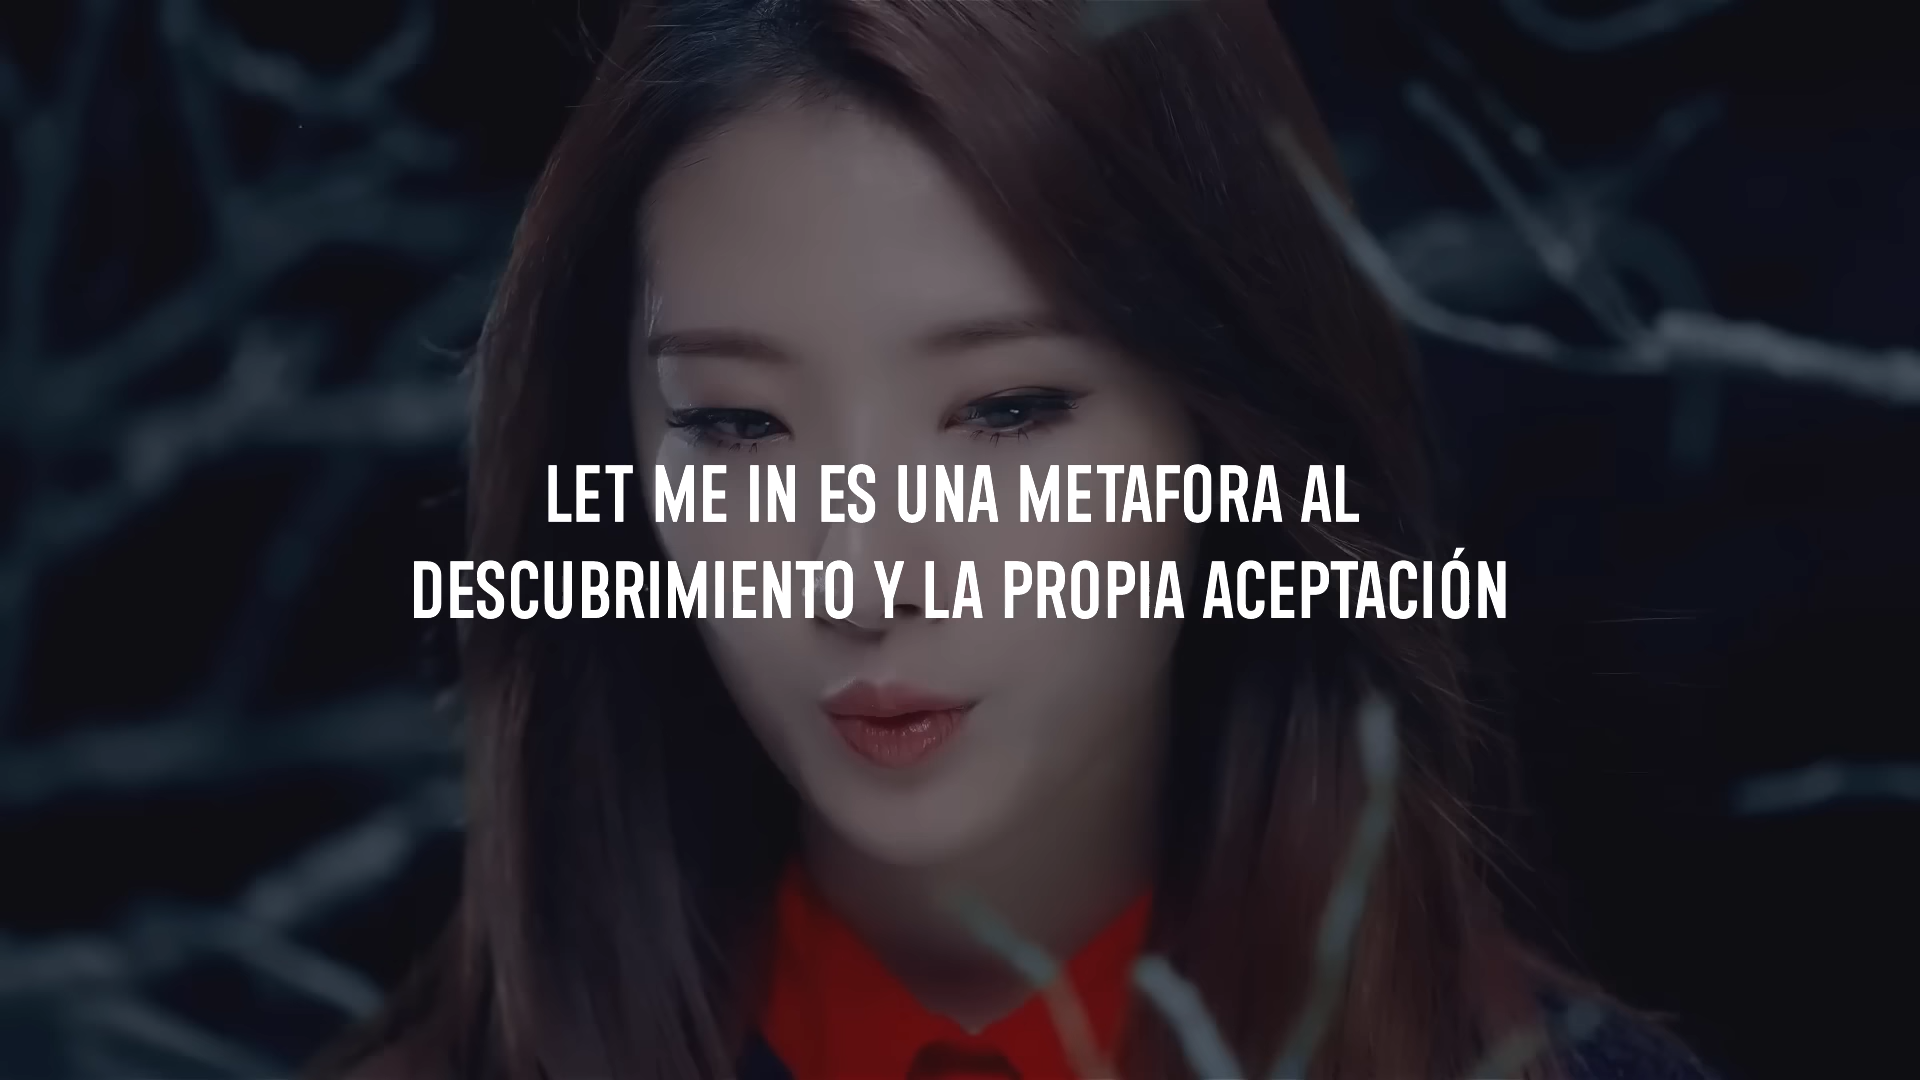 LET ME IN ES UNA METAFORA AL
DESCUBRIMIENTO Y LA PROPIA ACEPTACIÓN